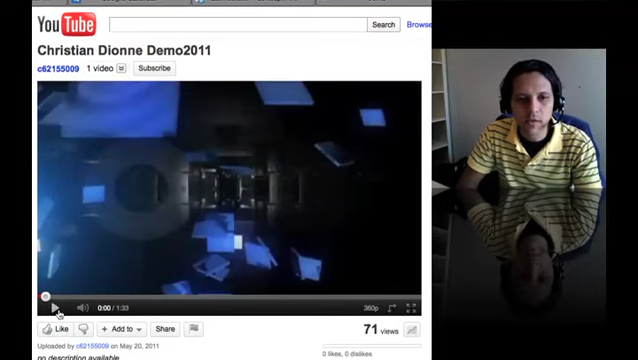 YouTube
Search
Browse
Christian Dionne Demo2011
c62155009 1 video Subscribe
0:00 / 1:33 360p
Like Add to Share 71 views
Uploaded by c62155009 on May 20, 2011
no description available
0 likes, 0 dislikes